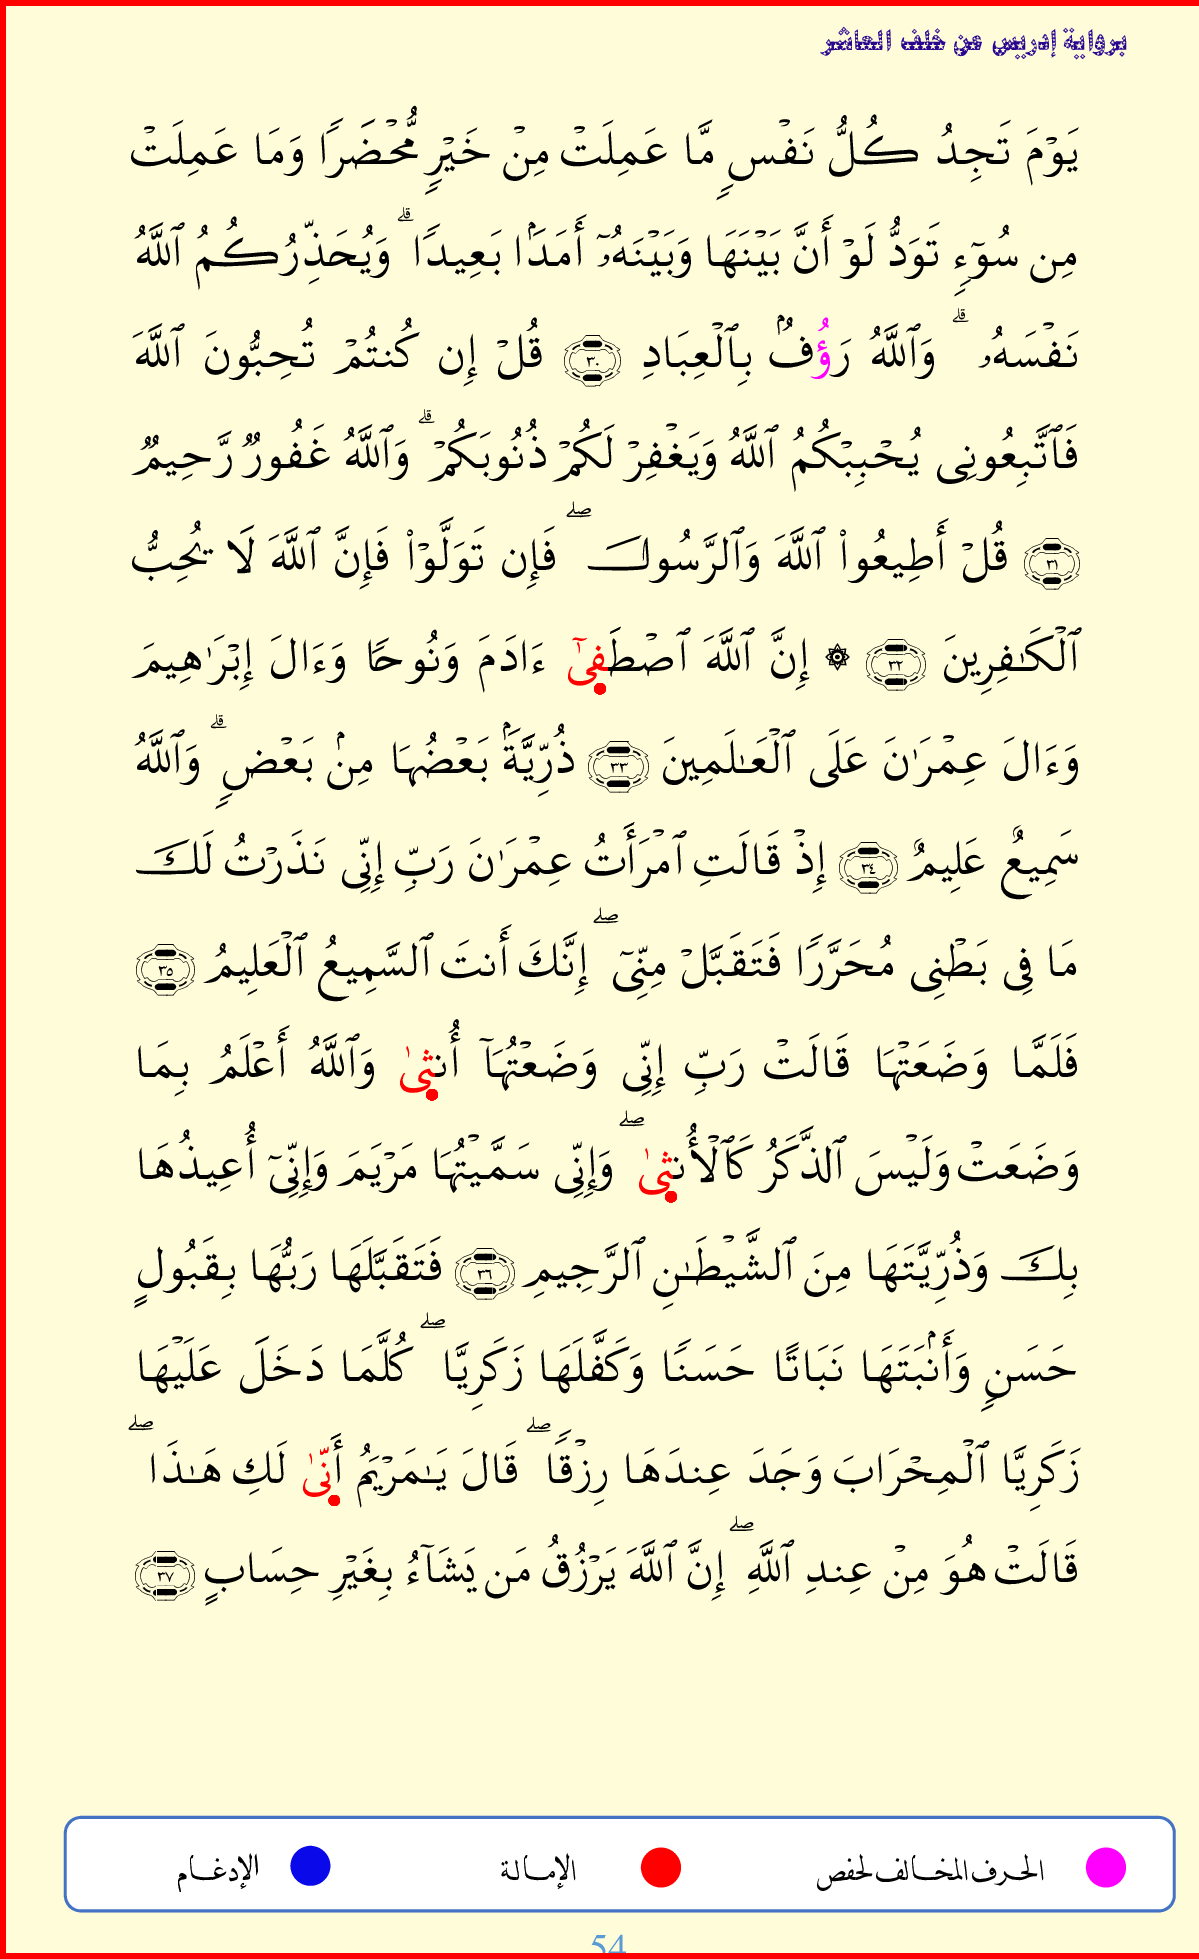 برواية إدريس عن خلف العاشر
يَوْمَ تَجِدُ كُلُّ نَفْسٍ مَّا عَمِلَتْ مِنْ خَيْرٍ مُّحْضَرًا وَمَا عَمِلَتْ
مِن سُوٓءٍ تَوَدُّ لَوْ أَنَّ بَيْنَهَا وَبَيْنَهُۥٓ أَمَدَۢا بَعِيدًا ۗ وَيُحَذِّرُكُمُ ٱللَّهُ
نَفْسَهُۥ ۗ وَٱللَّهُ رَؤُفُۢ بِٱلْعِبَادِ ٣٠ قُلْ إِن كُنتُمْ تُحِبُّونَ ٱللَّهَ
فَٱتَّبِعُونِى يُحْبِبْكُمُ ٱللَّهُ وَيَغْفِرْ لَكُمْ ذُنُوبَكُمْ ۗ وَٱللَّهُ غَفُورٌ رَّحِيمٌ
٣١ قُلْ أَطِيعُوا۟ ٱللَّهَ وَٱلرَّسُولَ ۖ فَإِن تَوَلَّوْا۟ فَإِنَّ ٱللَّهَ لَا يُحِبُّ
ٱلْكَـٰفِرِينَ ٣٢ ۞ إِنَّ ٱللَّهَ ٱصْطَفِىٰٓ ءَادَمَ وَنُوحًا وَءَالَ إِبْرَٰهِيمَ
وَءَالَ عِمْرَٰنَ عَلَى ٱلْعَـٰلَمِينَ ٣٣ ذُرِّيَّةَۢ بَعْضُهَا مِنۢ بَعْضٍ ۗ وَٱللَّهُ
سَمِيعٌ عَلِيمٌ ٣٤ إِذْ قَالَتِ ٱمْرَأَتُ عِمْرَٰنَ رَبِّ إِنِّى نَذَرْتُ لَكَ
مَا فِى بَطْنِى مُحَرَّرًا فَتَقَبَّلْ مِنِّىٓ ۖ إِنَّكَ أَنتَ ٱلسَّمِيعُ ٱلْعَلِيمُ ٣٥
فَلَمَّا وَضَعَتْهَا قَالَتْ رَبِّ إِنِّى وَضَعْتُهَآ أُنثِىٰ وَٱللَّهُ أَعْلَمُ بِمَا
وَضَعَتْ وَلَيْسَ ٱلذَّكَرُ كَٱلْأُنثِىٰ ۖ وَإِنِّى سَمَّيْتُهَا مَرْيَمَ وَإِنِّىٓ أُعِيذُهَا
بِكَ وَذُرِّيَّتَهَا مِنَ ٱلشَّيْطَـٰنِ ٱلرَّجِيمِ ٣٦ فَتَقَبَّلَهَا رَبُّهَا بِقَبُولٍ
حَسَنٍ وَأَنۢبَتَهَا نَبَاتًا حَسَنًا وَكَفَّلَهَا زَكَرِيَّا ۖ كُلَّمَا دَخَلَ عَلَيْهَا
زَكَرِيَّا ٱلْمِحْرَابَ وَجَدَ عِندَهَا رِزْقًا ۖ قَالَ يَـٰمَرْيَمُ أَنِّىٰ لَكِ هَـٰذَا ۖ
قَالَتْ هُوَ مِنْ عِندِ ٱللَّهِ ۖ إِنَّ ٱللَّهَ يَرْزُقُ مَن يَشَآءُ بِغَيْرِ حِسَابٍ ٣٧
الحرف المخالف لحفص الإمالة الإدغام
54